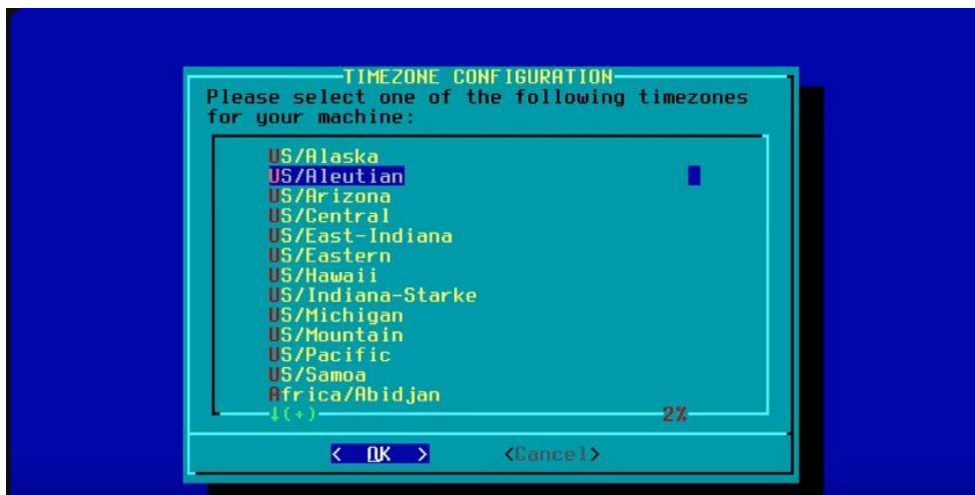 TIMEZONE CONFIGURATION
Please select one of the following timezones
for your machine:
US/Alaska
US/Aleutian
US/Arizona
US/Central
US/East-Indiana
US/Eastern
US/Hawaii
US/Indiana-Starke
US/Michigan
US/Mountain
US/Pacific
US/Samoa
Africa/Abidjan
↓(+) 2%
< OK > <Cancel>